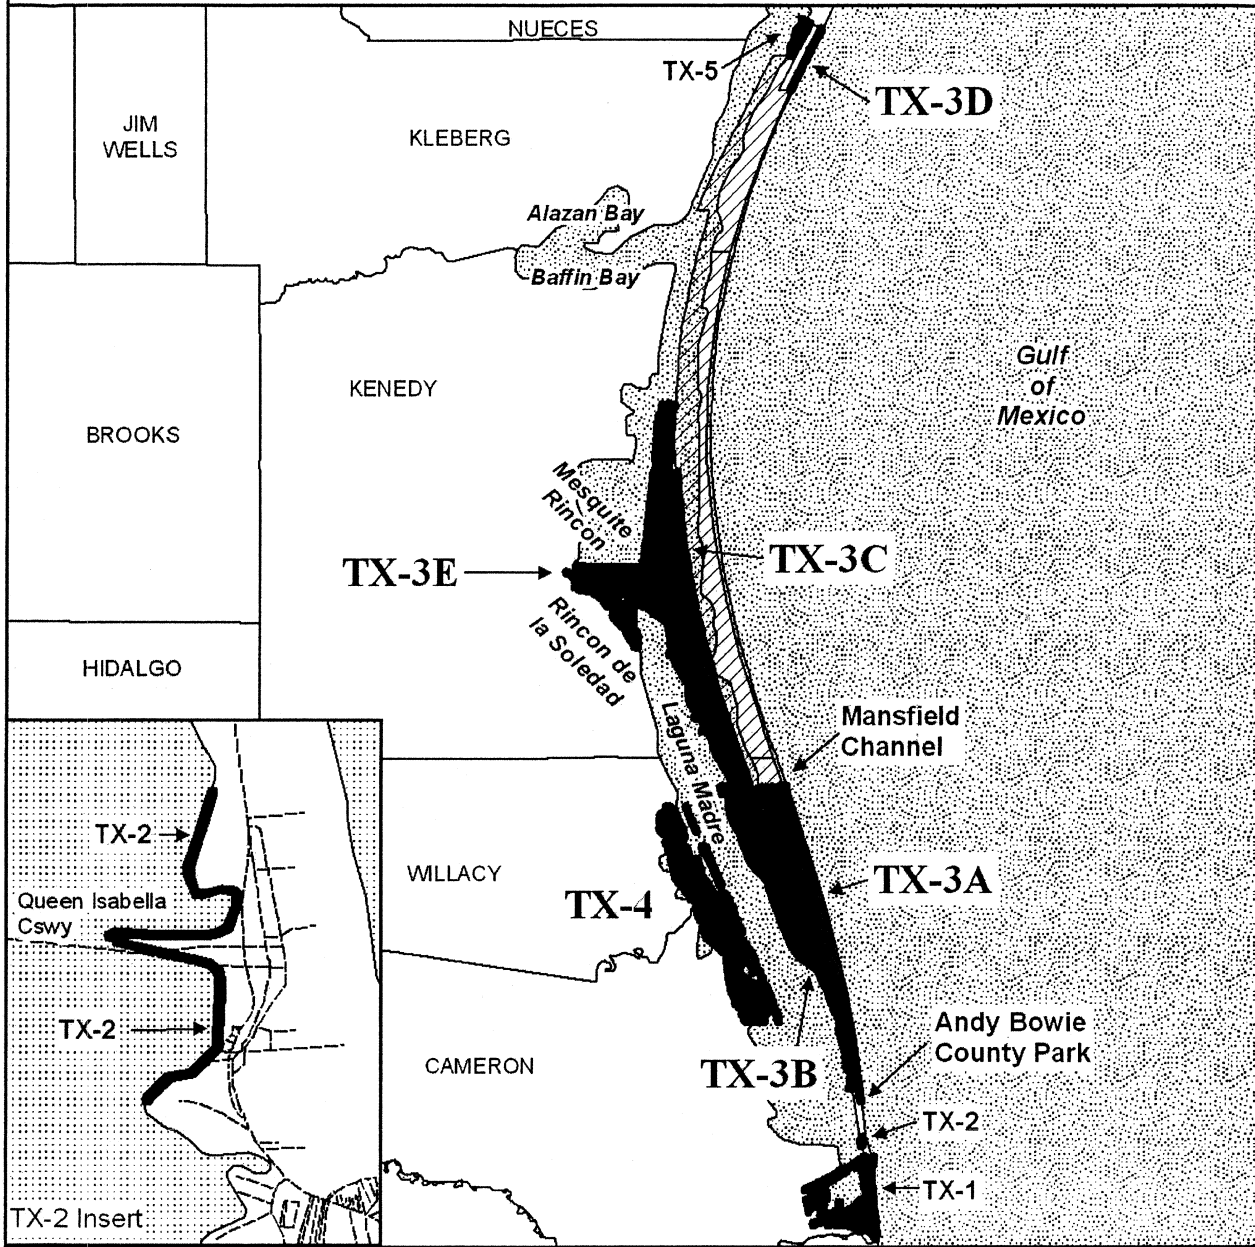 NUECES
TX-5
TX-3D
JIM
WELLS
KLEBERG
Alazan Bay
Baffin Bay
Gulf
of
Mexico
KENEDY
BROOKS
Mesquite
Rincon
TX-3E
TX-3C
Rincon de
la Soledad
HIDALGO
Mansfield
Channel
Laguna Madre
TX-2
WILLACY
TX-3A
Queen Isabella
Cswy
TX-4
TX-2
Andy Bowie
County Park
CAMERON
TX-3B
TX-2
TX-1
TX-2 Insert